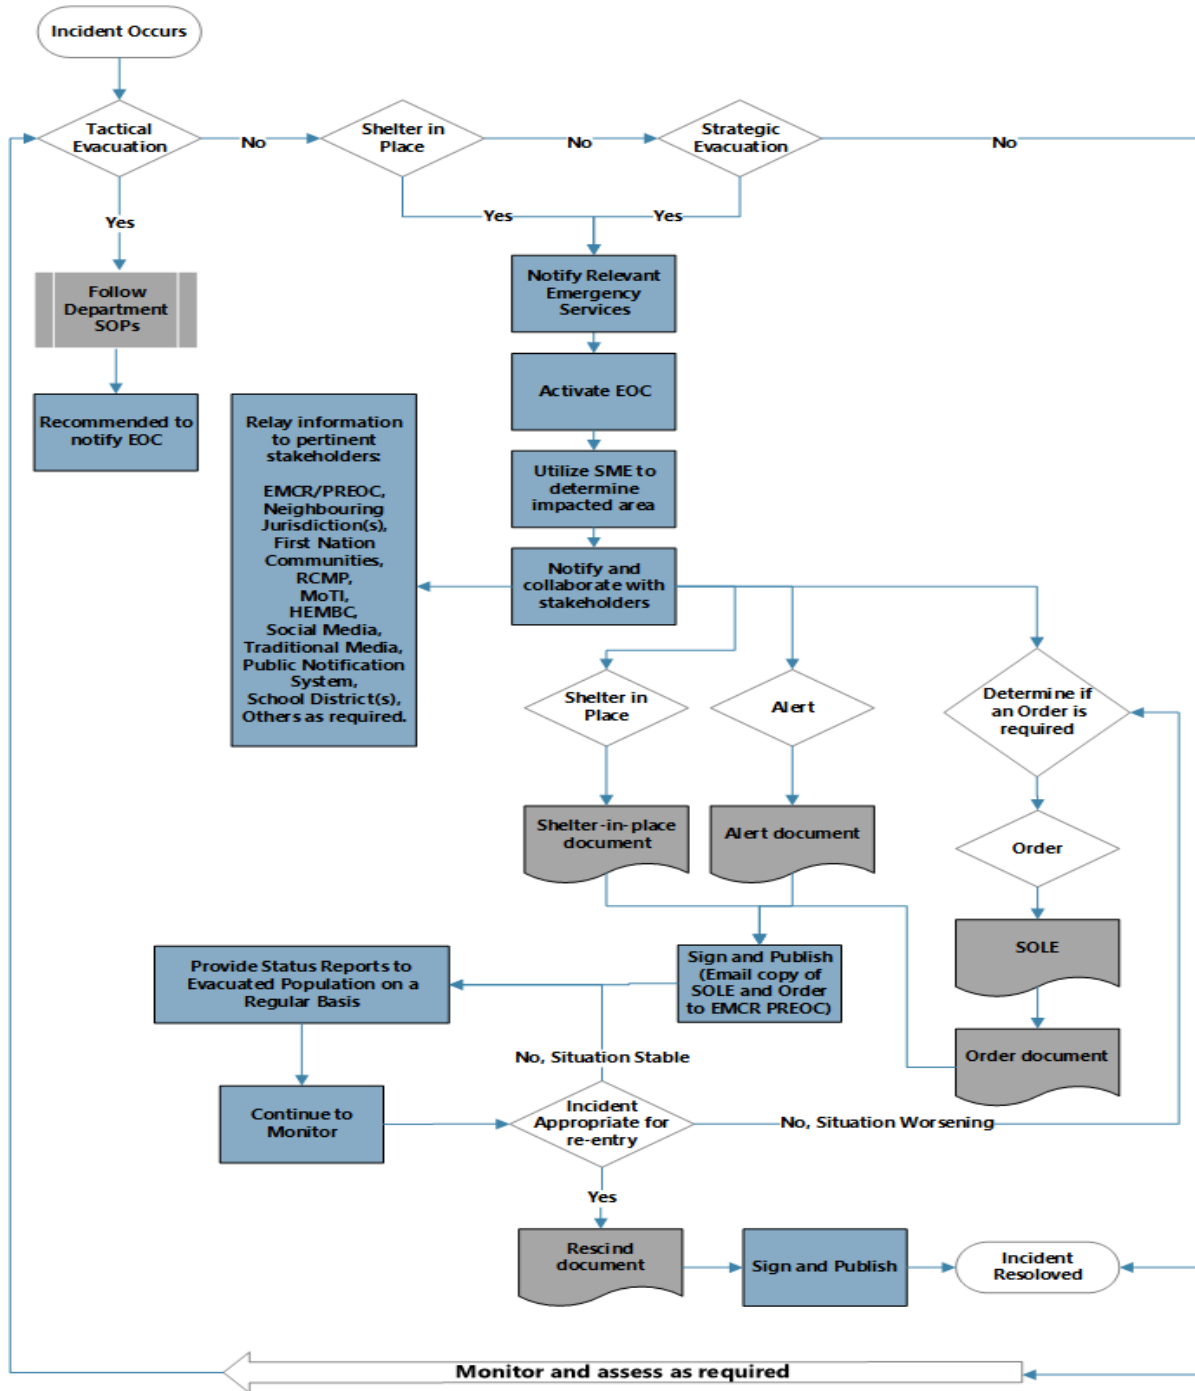 Incident Occurs
Tactical
Evacuation
No
Shelter in
Place
No
Strategic
Evacuation
No
Yes
Yes
Yes
Follow
Department
SOPs
Recommended to
notify EOC
Notify Relevant
Emergency
Services
Activate EOC
Utilize SME to
determine
impacted area
Notify and
collaborate with
stakeholders
Relay information
to pertinent
stakeholders:
EMCR/PREOC,
Neighbouring
Jurisdiction(s),
First Nation
Communities,
RCMP,
MoTI,
HEMBC,
Social Media,
Traditional Media,
Public Notification
System,
School District(s),
Others as required.
Shelter in
Place
Alert
Determine if
an Order is
required
Shelter-in-place
document
Alert document
Order
SOLE
Order document
Sign and Publish
(Email copy of
SOLE and Order
to EMCR PREOC)
Provide Status Reports to
Evacuated Population on a
Regular Basis
Continue to
Monitor
No, Situation Stable
Incident
Appropriate for
re-entry
No, Situation Worsening
Yes
Rescind
document
Sign and Publish
Incident
Resoloved
Monitor and assess as required